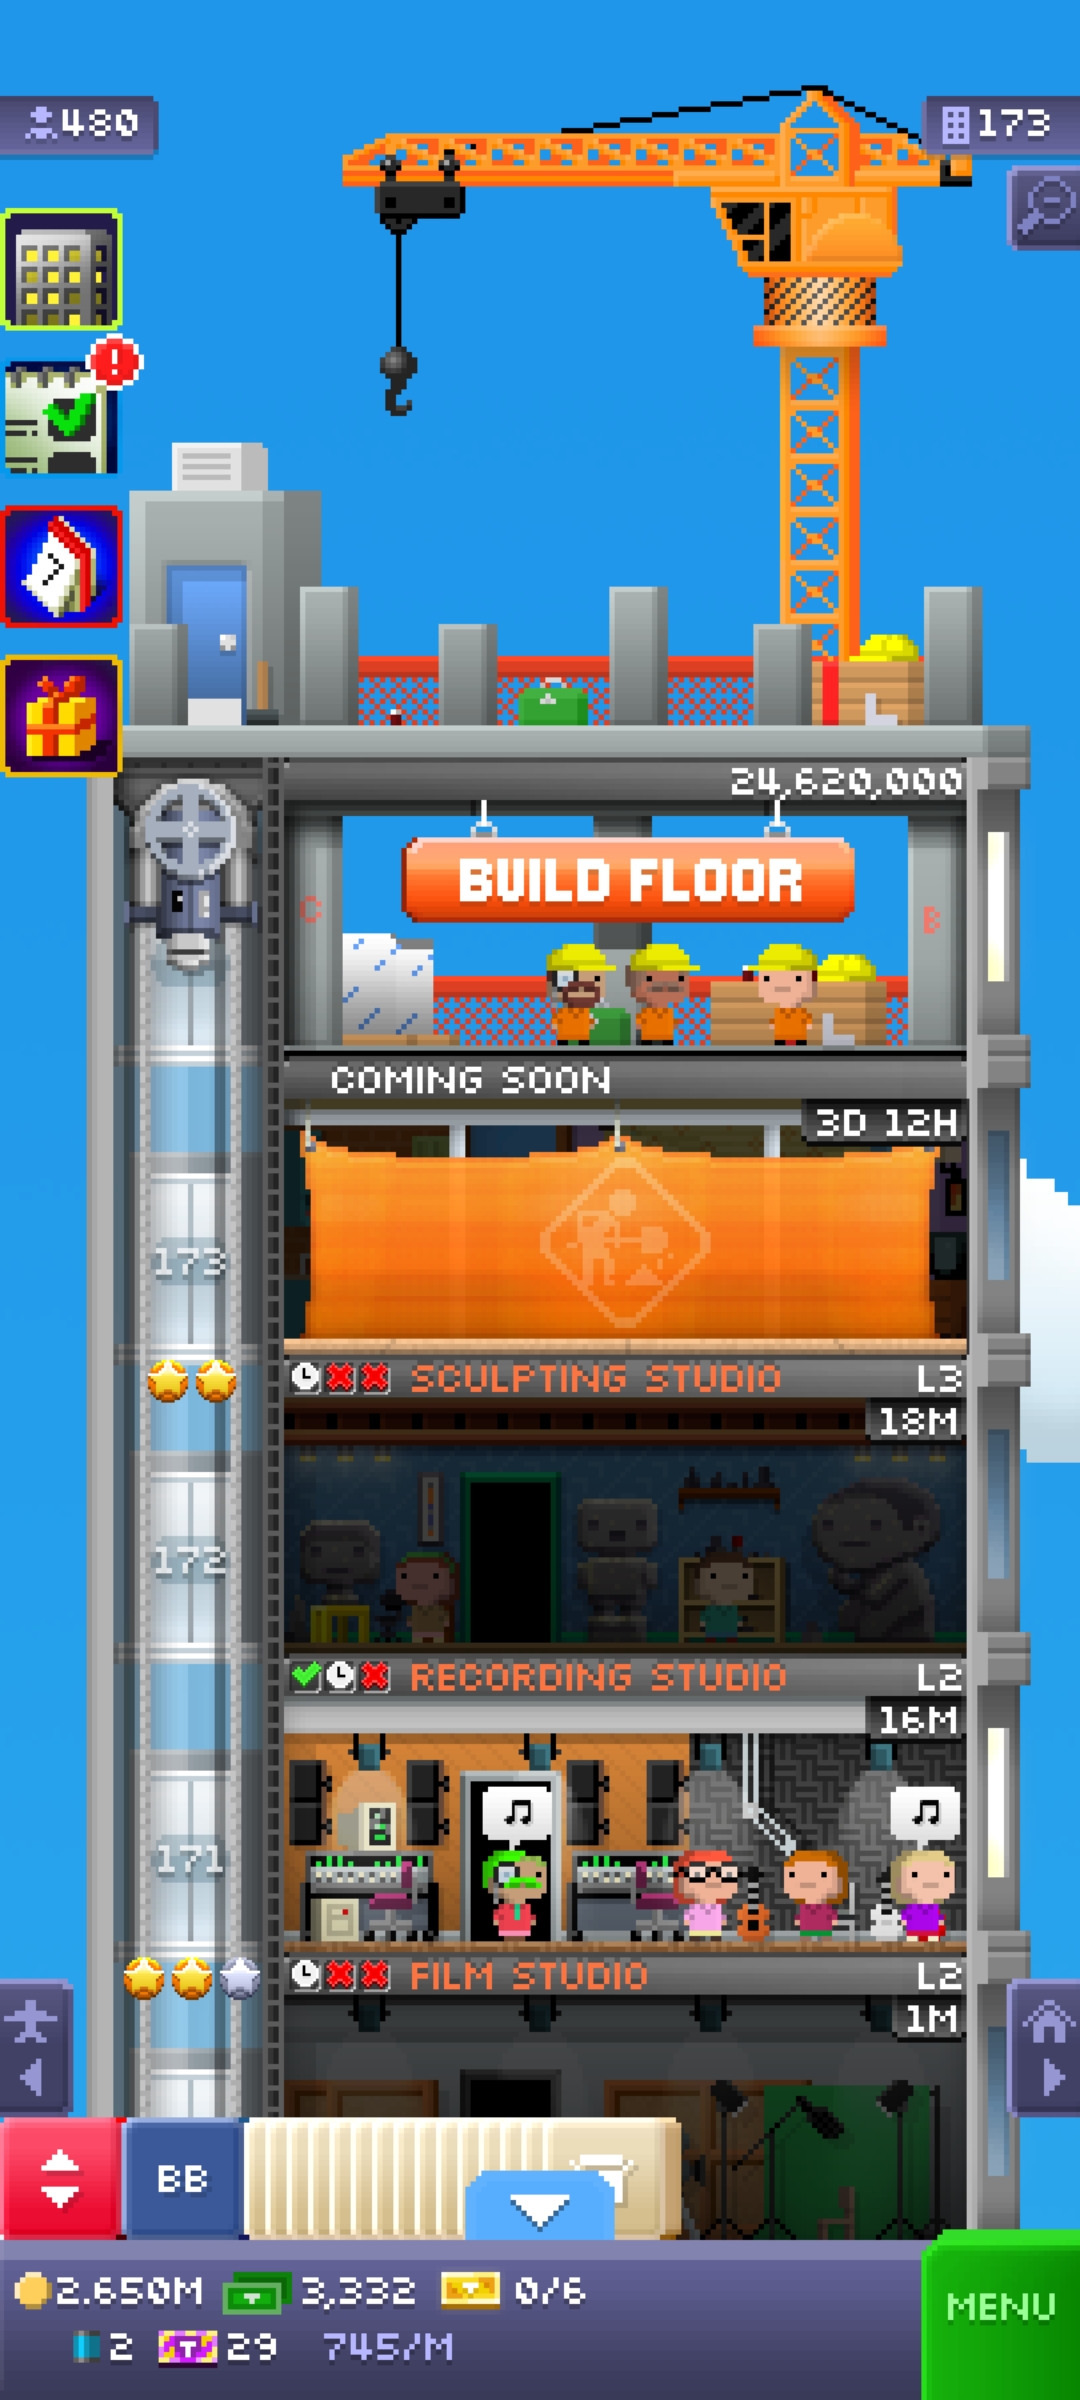 480
173
7
24,620,000
BUILD FLOOR
C
B
COMING SOON
3D 12H
173
SCULPTING STUDIO L3
18M
172
RECORDING STUDIO L2
16M
171
FILM STUDIO L2
1M
BB
2.650M 3,332 0/6
MENU
2 T 29 745/M